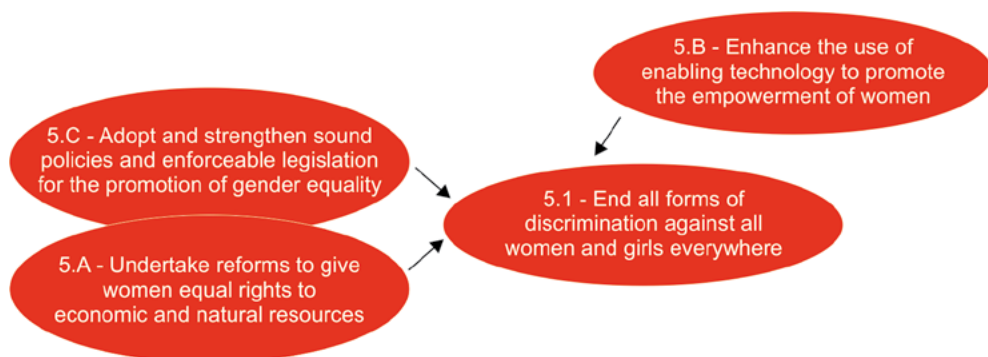 5.B - Enhance the use of
enabling technology to promote
the empowerment of women
5.C - Adopt and strengthen sound
policies and enforceable legislation
for the promotion of gender equality
5.1 - End all forms of
discrimination against all
women and girls everywhere
5.A - Undertake reforms to give
women equal rights to
economic and natural resources